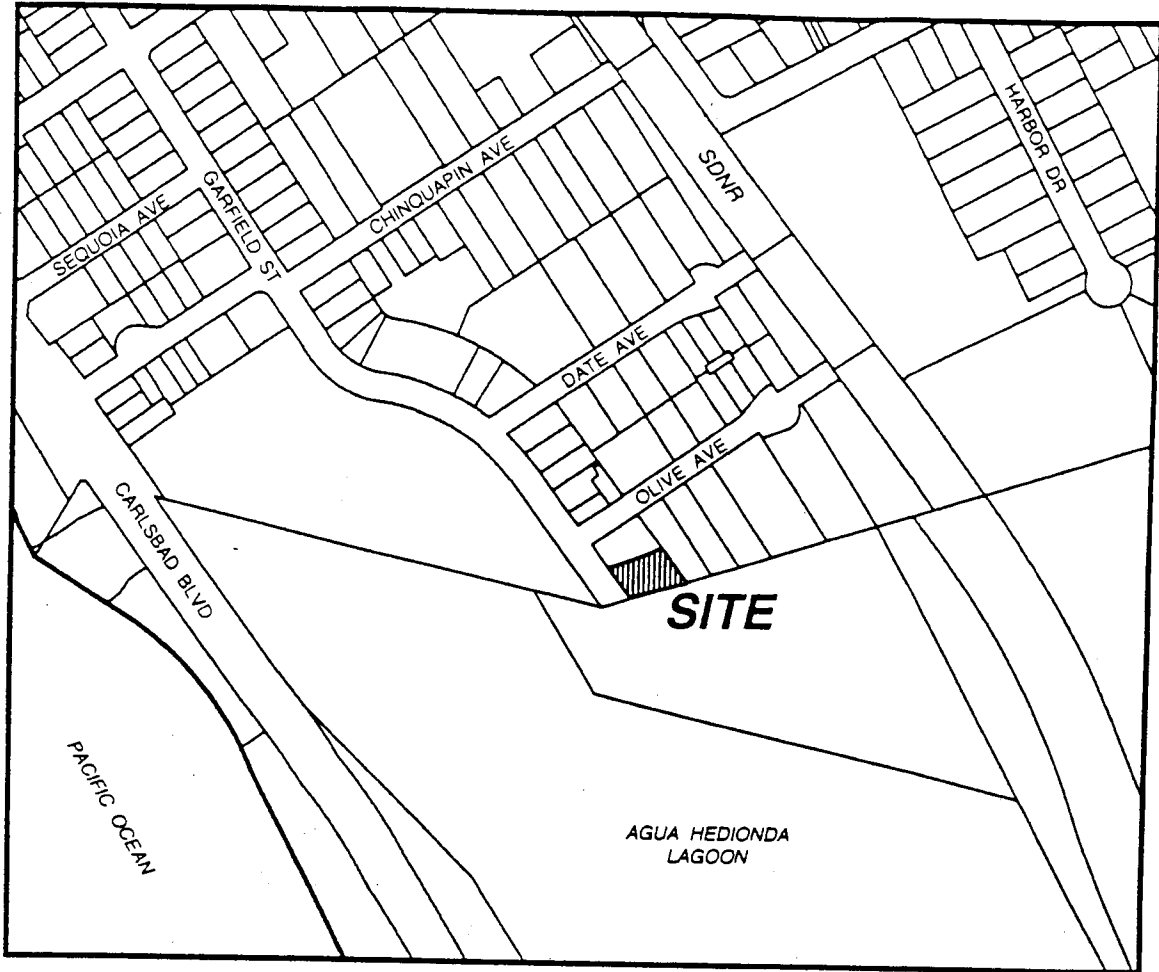 HARBOR DR
SDNR
CHINQUAPIN AVE
GARFIELD ST
SEQUOIA AVE
DATE AVE
OLIVE AVE
CARLSBAD BLVD
SITE
PACIFIC OCEAN
AGUA HEDIONDA
LAGOON